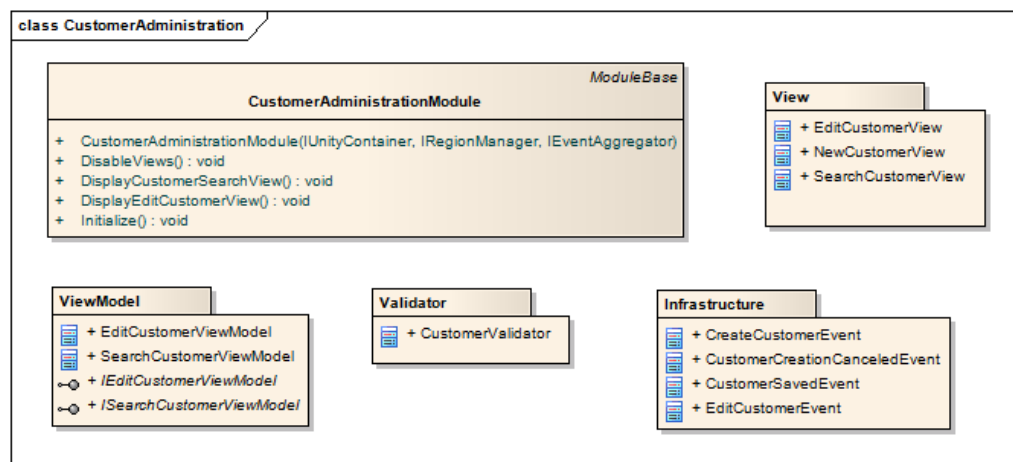 class CustomerAdministration
ModuleBase
CustomerAdministrationModule
+ CustomerAdministrationModule(IUnityContainer, IRegionManager, IEventAggregator)
+ DisableViews() : void
+ DisplayCustomerSearchView() : void
+ DisplayEditCustomerView() : void
+ Initialize() : void
View
+ EditCustomerView
+ NewCustomerView
+ SearchCustomerView
ViewModel
+ EditCustomerViewModel
+ SearchCustomerViewModel
+ IEditCustomerViewModel
+ ISearchCustomerViewModel
Validator
+ CustomerValidator
Infrastructure
+ CreateCustomerEvent
+ CustomerCreationCanceledEvent
+ CustomerSavedEvent
+ EditCustomerEvent